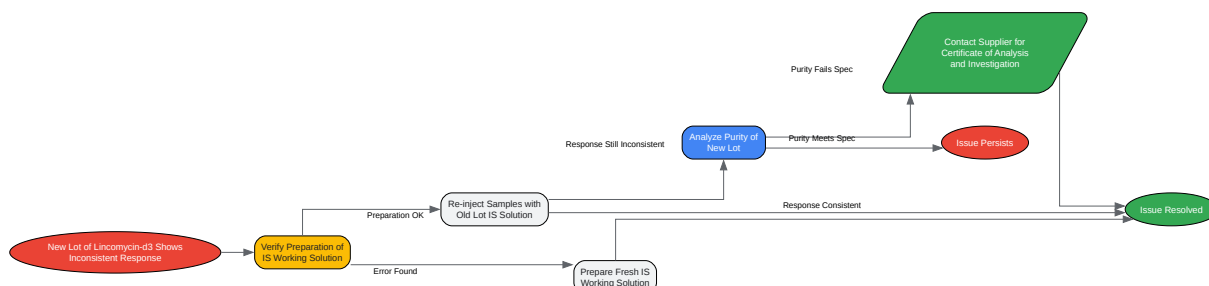 Contact Supplier for
Certificate of Analysis
and Investigation
Purity Fails Spec
Analyze Purity of
New Lot
Purity Meets Spec
Issue Persists
Response Still Inconsistent
Re-inject Samples with
Old Lot IS Solution
Preparation OK
Response Consistent
Issue Resolved
New Lot of Lincomycin-d3 Shows
Inconsistent Response
Verify Preparation of
IS Working Solution
Error Found
Prepare Fresh IS
Working Solution